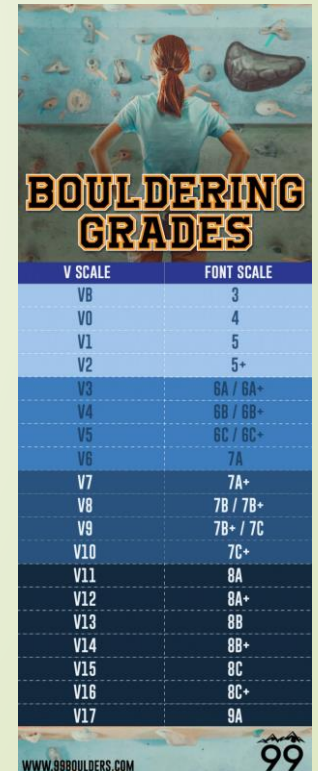 BOULDERING
GRADES
V SCALE FONT SCALE
VB 3
V0 4
V1 5
V2 5+
V3 6A / 6A+
V4 6B / 6B+
V5 6C / 6C+
V6 7A
V7 7A+
V8 7B / 7B+
V9 7B+ / 7C
V10 7C+
V11 8A
V12 8A+
V13 8B
V14 8B+
V15 8C
V16 8C+
V17 9A
WWW.99BOULDERS.COM 99